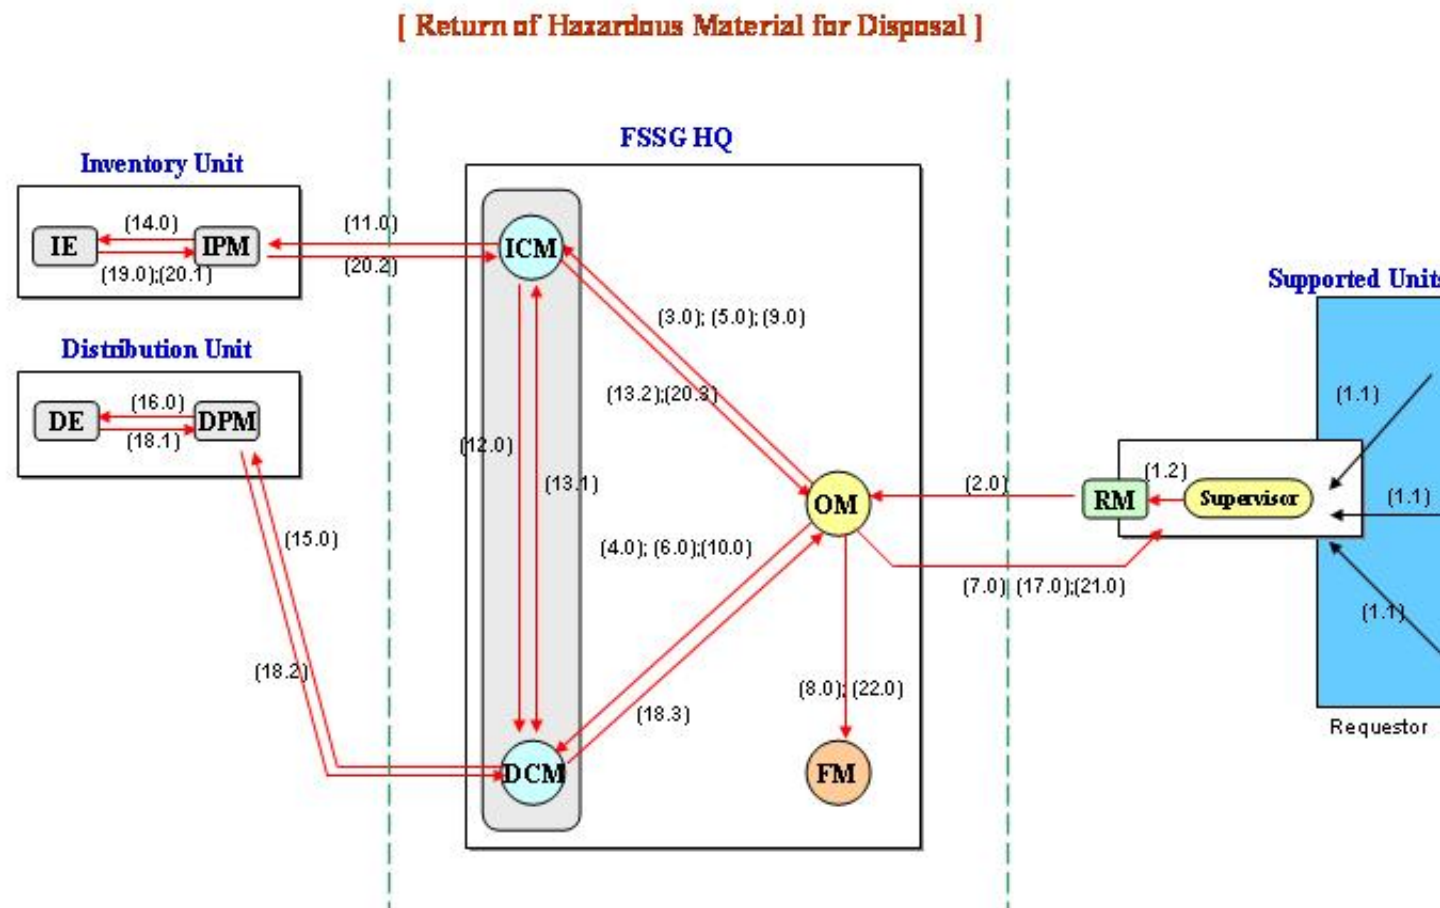 [ Return of Hazardous Material for Disposal ]
FSSG HQ
Inventory Unit
(14.0)
IE
IPM
(19.0);(20.1)
(11.0)
(20.2)
ICM
Supported Units
(3.0); (5.0); (9.0)
Distribution Unit
(16.0)
DE
DPM
(18.1)
(13.2);(20.3)
(1.1)
(12.0)
(13.1)
(2.0)
(1.2)
OM
RM
Supervisor
(1.1)
(15.0)
(4.0); (6.0);(10.0)
(7.0) (17.0);(21.0)
(1.1)
(18.2)
(18.3)
(8.0); (22.0)
Requestor
DCM
FM